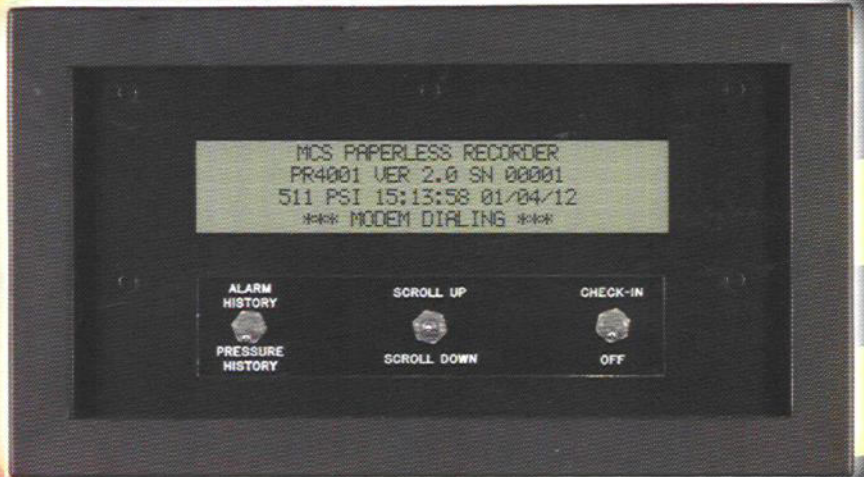 MCS PAPERLESS RECORDER
PR4001 VER 2.0 SN 00001
511 PSI 15:13:58 01/04/12
*** MODEM DIALING ***
ALARM
HISTORY
PRESSURE
HISTORY
SCROLL UP
SCROLL DOWN
CHECK-IN
OFF